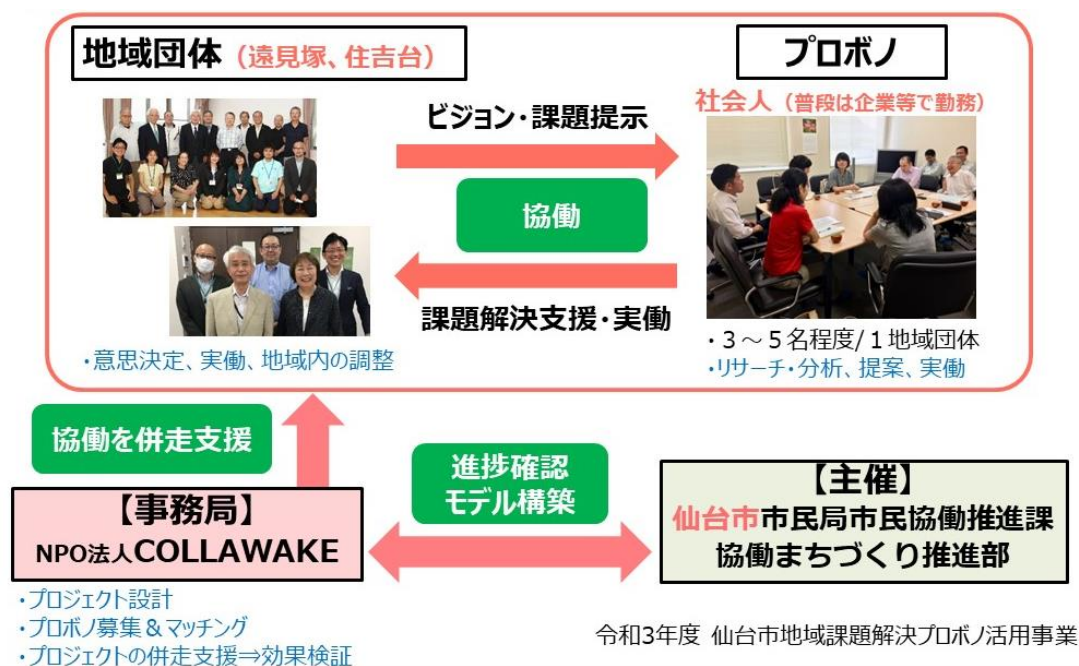 地域団体（遠見塚、住吉台）
プロボノ
社会人（普段は企業等で勤務）
ビジョン・課題提示
協働
課題解決支援・実働
・意思決定、実働、地域内の調整
・３～５名程度/１地域団体
・リサーチ・分析、提案、実働
協働を併走支援
進捗確認
モデル構築
【事務局】
NPO法人COLLAWAKE
【主催】
仙台市市民局市民協働推進課
協働まちづくり推進部
・プロジェクト設計
・プロボノ募集＆マッチング
・プロジェクトの併走支援⇒効果検証
令和3年度 仙台市地域課題解決プロボノ活用事業